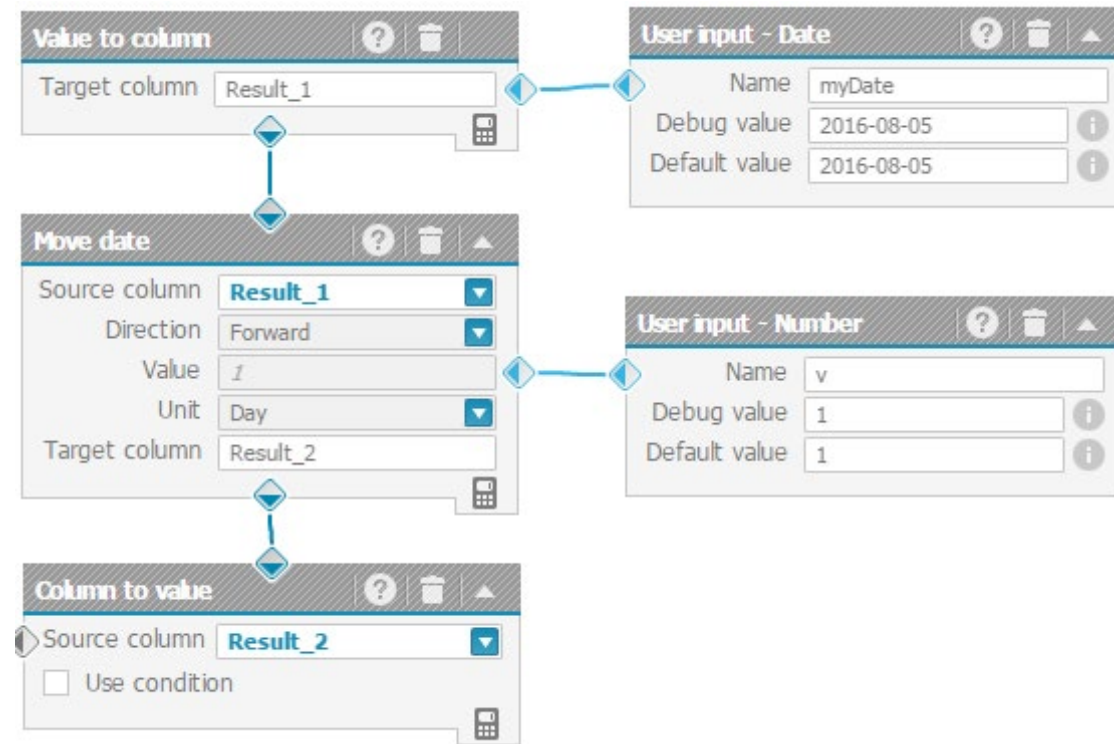 Value to column
Target column Result_1
User input - Date
Name myDate
Debug value 2016-08-05
Default value 2016-08-05
Move date
Source column Result_1
Direction Forward
Value 1
Unit Day
Target column Result_2
User input - Number
Name v
Debug value 1
Default value 1
Column to value
Source column Result_2
Use condition